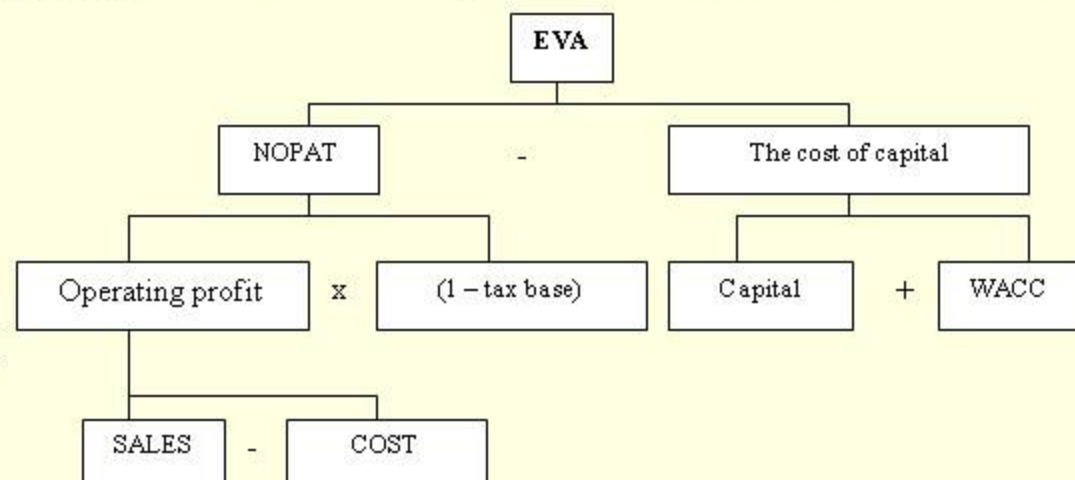 EVA
NOPAT - The cost of capital
Operating profit x (1 – tax base) Capital + WACC
SALES - COST